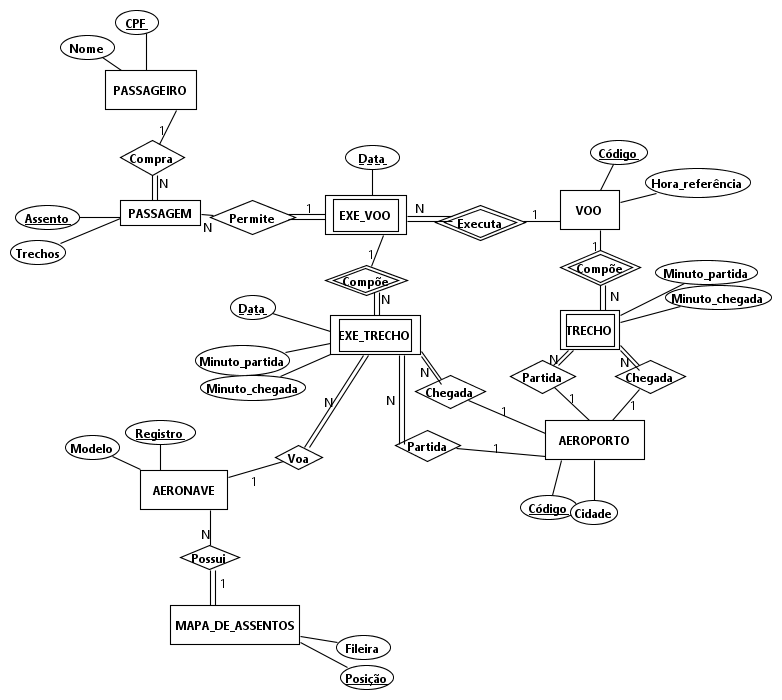 CPF
Nome
PASSAGEIRO
1
Compra
N
Assento
Trechos
PASSAGEM
N
Permite
1
Data
EXE_VOO
N
Executa
1
Código
Hora_referência
VOO
1
Compõe
N
1
Compõe
N
Minuto_partida
Minuto_chegada
TRECHO
N
N
Partida
Chegada
1
1
Data
Minuto_partida
Minuto_chegada
EXE_TRECHO
N
Chegada
1
N
N
Partida
1
AEROPORTO
Código
Cidade
Voa
1
Registro
Modelo
AERONAVE
N
Possui
1
MAPA_DE_ASSENTOS
Fileira
Posição